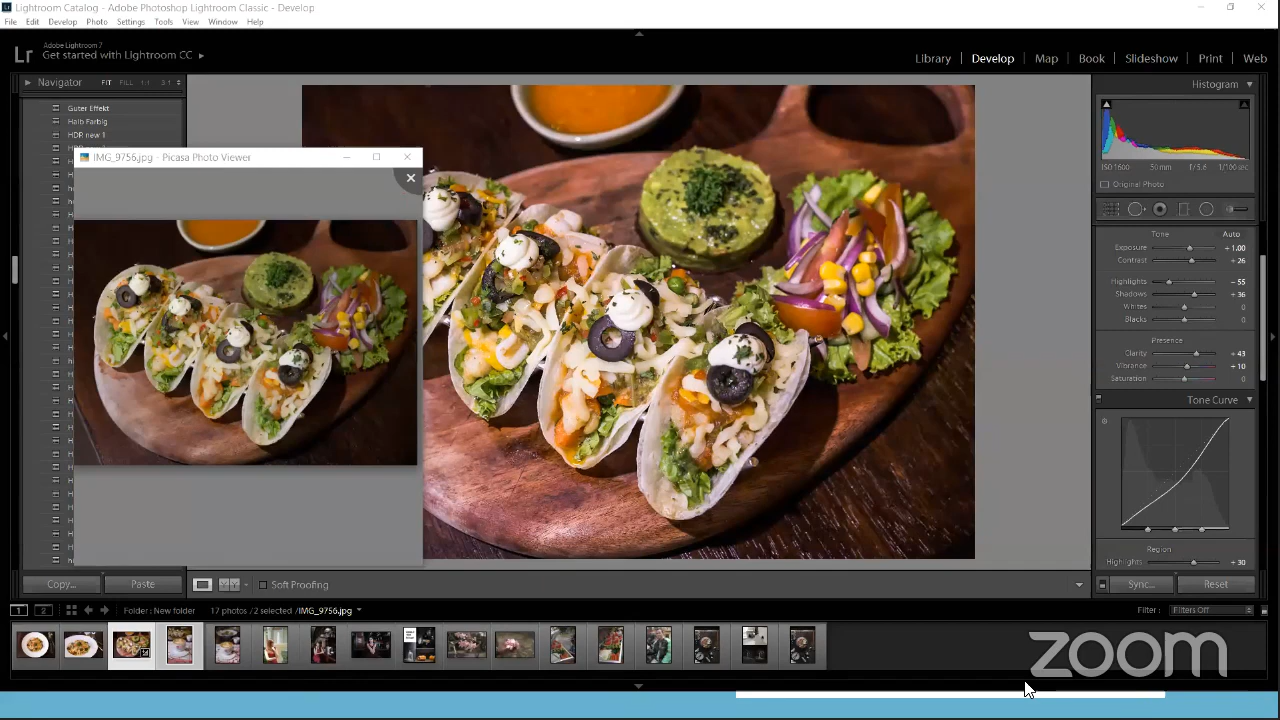 Lightroom Catalog - Adobe Photoshop Lightroom Classic - Develop
File Edit Develop Photo Settings Tools View Window Help
Lr
Adobe Lightroom 7
Get started with Lightroom CC
Library | Develop | Map | Book | Slideshow | Print | Web
Navigator FIT FILL 1:1 3:1
Histogram
Guter Effekt
Halb Farbig
HDR new 1
IMG_9756.jpg - Picasa Photo Viewer
ISO 1600 50 mm f / 5.6 1/100 sec
Original Photo
Tone Auto
Exposure + 1.00
Contrast + 26
Highlights − 55
Shadows + 36
Whites 0
Blacks 0
Presence
Clarity + 43
Vibrance + 10
Saturation 0
Tone Curve
Region
Highlights + 30
Copy... Paste
Soft Proofing
Sync... Reset
1 2 Folder : New folder 17 photos / 2 selected / IMG_9756.jpg
Filter : Filters Off
zoom